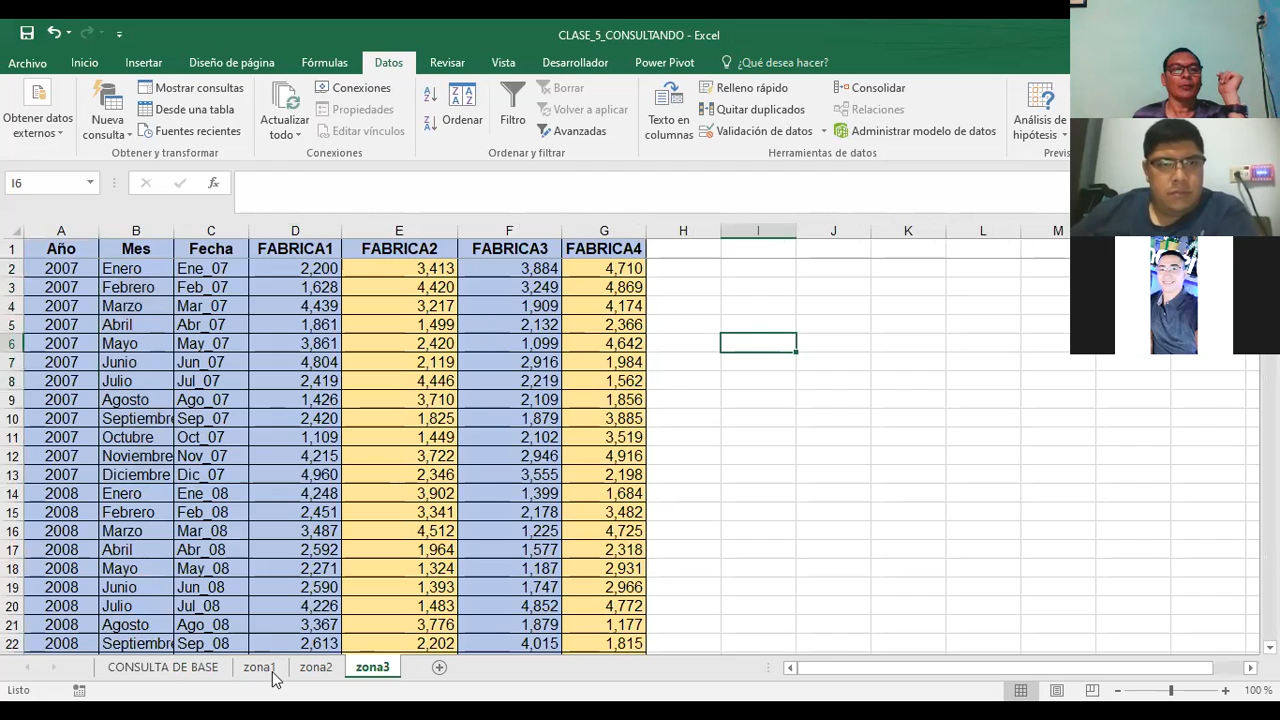 CLASE_5_CONSULTANDO - Excel
Archivo Inicio Insertar Diseño de página Fórmulas Datos Revisar Vista Desarrollador Power Pivot ¿Qué desea hacer?
Obtener datos externos
Nueva consulta
Mostrar consultas
Desde una tabla
Fuentes recientes
Obtener y transformar
Actualizar todo
Conexiones
Propiedades
Editar vínculos
Conexiones
Ordenar
Filtro
Borrar
Volver a aplicar
Avanzadas
Ordenar y filtrar
Texto en columnas
Relleno rápido
Quitar duplicados
Validación de datos
Consolidar
Relaciones
Administrar modelo de datos
Herramientas de datos
Análisis de hipótesis
Previs
I6
A B C D E F G H I J K L M
1 Año Mes Fecha FABRICA1 FABRICA2 FABRICA3 FABRICA4
2 2007 Enero Ene_07 2,200 3,413 3,884 4,710
3 2007 Febrero Feb_07 1,628 4,420 3,249 4,869
4 2007 Marzo Mar_07 4,439 3,217 1,909 4,174
5 2007 Abril Abr_07 1,861 1,499 2,132 2,366
6 2007 Mayo May_07 3,861 2,420 1,099 4,642
7 2007 Junio Jun_07 4,804 2,119 2,916 1,984
8 2007 Julio Jul_07 2,419 4,446 2,219 1,562
9 2007 Agosto Ago_07 1,426 3,710 2,109 1,856
10 2007 Septiembre Sep_07 2,420 1,825 1,879 3,885
11 2007 Octubre Oct_07 1,109 1,449 2,102 3,519
12 2007 Noviembre Nov_07 4,215 3,722 2,946 4,916
13 2007 Diciembre Dic_07 4,960 2,346 3,555 2,198
14 2008 Enero Ene_08 4,248 3,902 1,399 1,684
15 2008 Febrero Feb_08 2,451 3,341 2,178 3,482
16 2008 Marzo Mar_08 3,487 4,512 1,225 4,725
17 2008 Abril Abr_08 2,592 1,964 1,577 2,318
18 2008 Mayo May_08 2,271 1,324 1,187 2,931
19 2008 Junio Jun_08 2,590 1,393 1,747 2,966
20 2008 Julio Jul_08 4,226 1,483 4,852 4,772
21 2008 Agosto Ago_08 3,367 3,776 1,879 1,177
22 2008 Septiembre Sep_08 2,613 2,202 4,015 1,815
CONSULTA DE BASE zona1 zona2 zona3
Listo 100 %